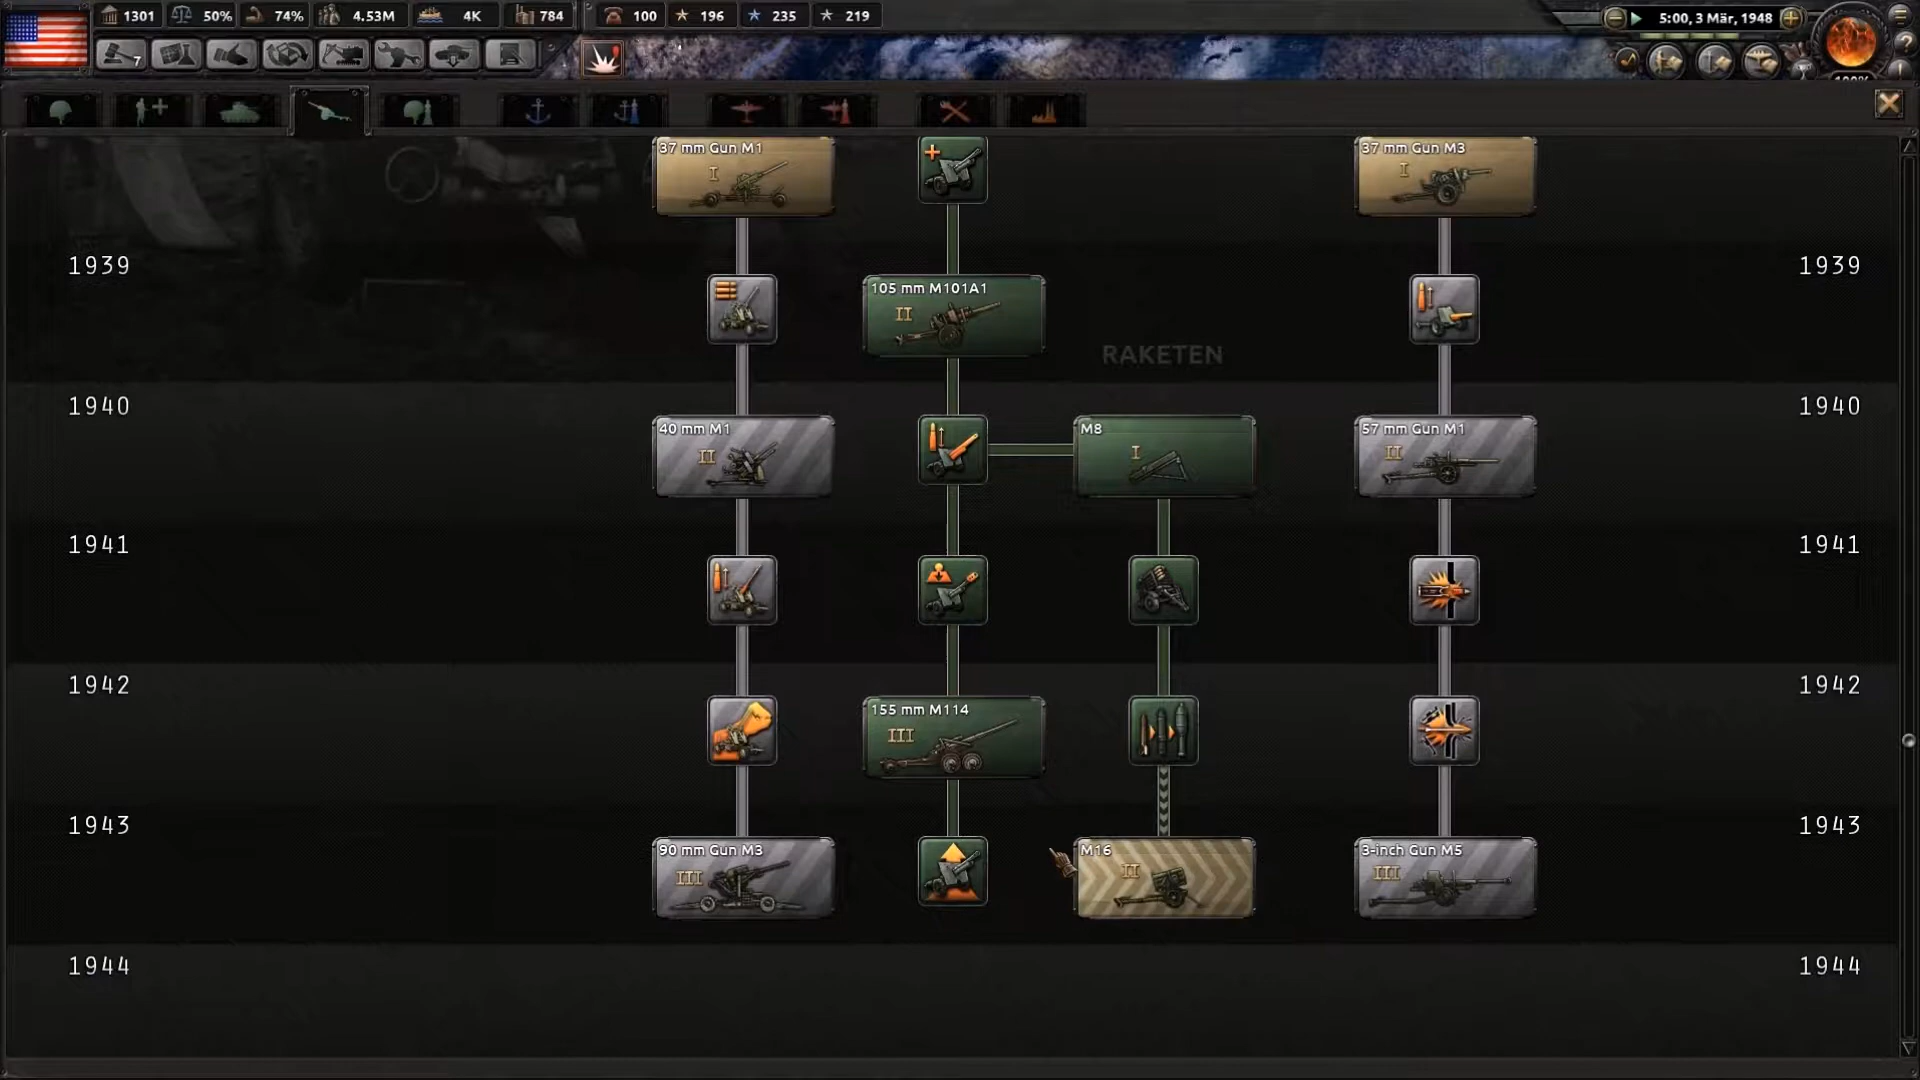 1301 50% 74% 4.53M 4K 784 100 196 235 219 5:00, 3 Mär, 1948
7
37 mm Gun M1
I
37 mm Gun M3
I
1939
1939
105 mm M101A1
II
RAKETEN
1940
1940
40 mm M1
II
M8
I
57 mm Gun M1
II
1941
1941
1942
1942
155 mm M114
III
1943
1943
90 mm Gun M3
III
M16
II
3-inch Gun M5
III
1944
1944